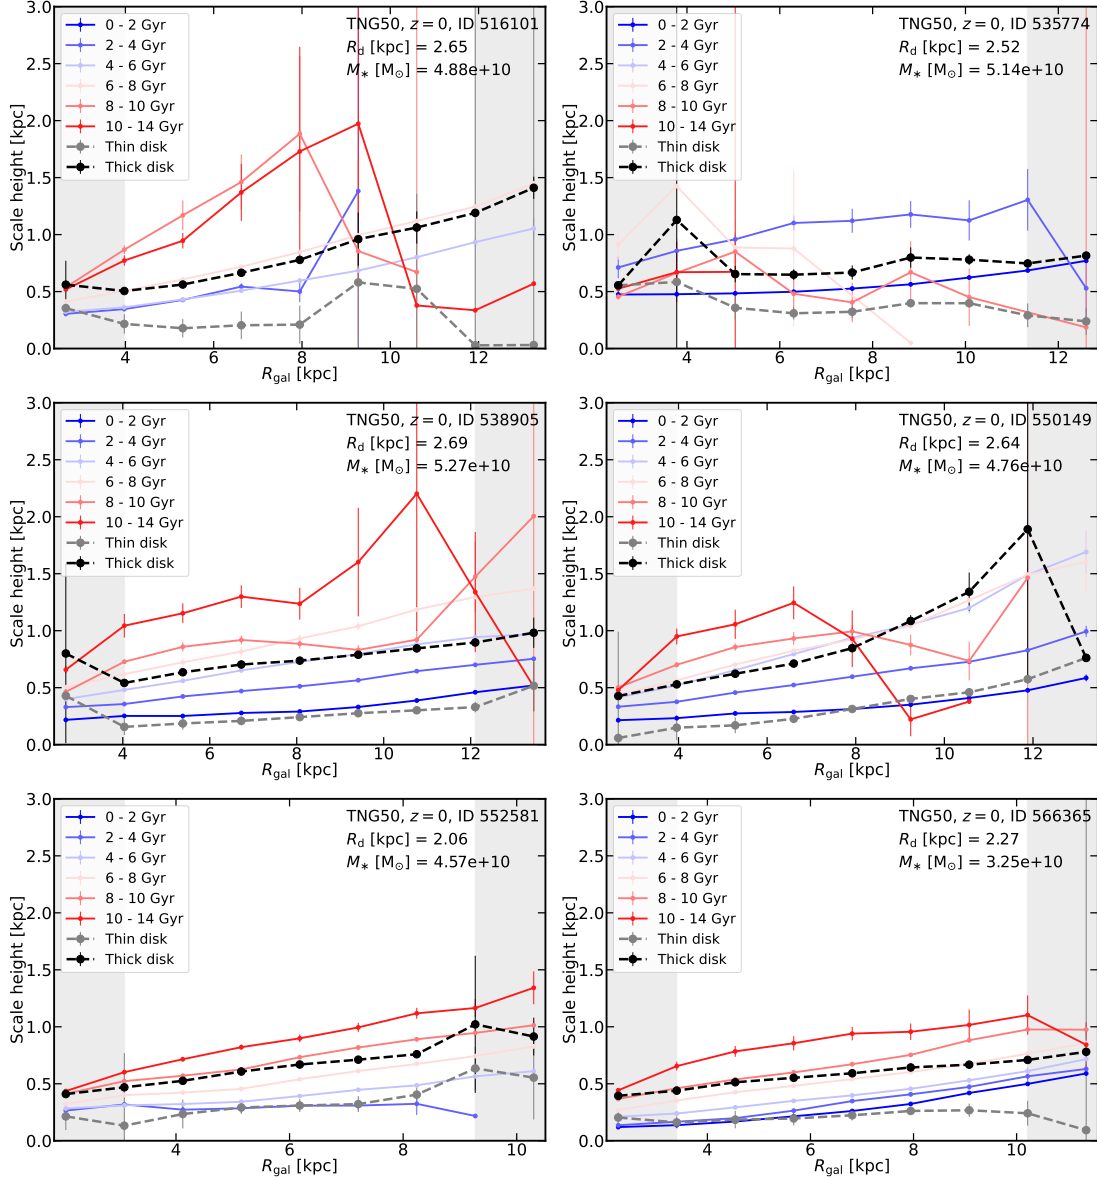 TNG50, z = 0, ID 516101
R_d [kpc] = 2.65
M_* [M_⊙] = 4.88e+10
0 - 2 Gyr
2 - 4 Gyr
4 - 6 Gyr
6 - 8 Gyr
8 - 10 Gyr
10 - 14 Gyr
Thin disk
Thick disk
Scale height [kpc]
3.0
2.5
2.0
1.5
1.0
0.5
0.0
4 6 8 10 12
R_gal [kpc]
TNG50, z = 0, ID 535774
R_d [kpc] = 2.52
M_* [M_⊙] = 5.14e+10
0 - 2 Gyr
2 - 4 Gyr
4 - 6 Gyr
6 - 8 Gyr
8 - 10 Gyr
10 - 14 Gyr
Thin disk
Thick disk
Scale height [kpc]
3.0
2.5
2.0
1.5
1.0
0.5
0.0
4 6 8 10 12
R_gal [kpc]
TNG50, z = 0, ID 538905
R_d [kpc] = 2.69
M_* [M_⊙] = 5.27e+10
0 - 2 Gyr
2 - 4 Gyr
4 - 6 Gyr
6 - 8 Gyr
8 - 10 Gyr
10 - 14 Gyr
Thin disk
Thick disk
Scale height [kpc]
3.0
2.5
2.0
1.5
1.0
0.5
0.0
4 6 8 10 12
R_gal [kpc]
TNG50, z = 0, ID 550149
R_d [kpc] = 2.64
M_* [M_⊙] = 4.76e+10
0 - 2 Gyr
2 - 4 Gyr
4 - 6 Gyr
6 - 8 Gyr
8 - 10 Gyr
10 - 14 Gyr
Thin disk
Thick disk
Scale height [kpc]
3.0
2.5
2.0
1.5
1.0
0.5
0.0
4 6 8 10 12
R_gal [kpc]
TNG50, z = 0, ID 552581
R_d [kpc] = 2.06
M_* [M_⊙] = 4.57e+10
0 - 2 Gyr
2 - 4 Gyr
4 - 6 Gyr
6 - 8 Gyr
8 - 10 Gyr
10 - 14 Gyr
Thin disk
Thick disk
Scale height [kpc]
3.0
2.5
2.0
1.5
1.0
0.5
0.0
4 6 8 10
R_gal [kpc]
TNG50, z = 0, ID 566365
R_d [kpc] = 2.27
M_* [M_⊙] = 3.25e+10
0 - 2 Gyr
2 - 4 Gyr
4 - 6 Gyr
6 - 8 Gyr
8 - 10 Gyr
10 - 14 Gyr
Thin disk
Thick disk
Scale height [kpc]
3.0
2.5
2.0
1.5
1.0
0.5
0.0
4 6 8 10
R_gal [kpc]